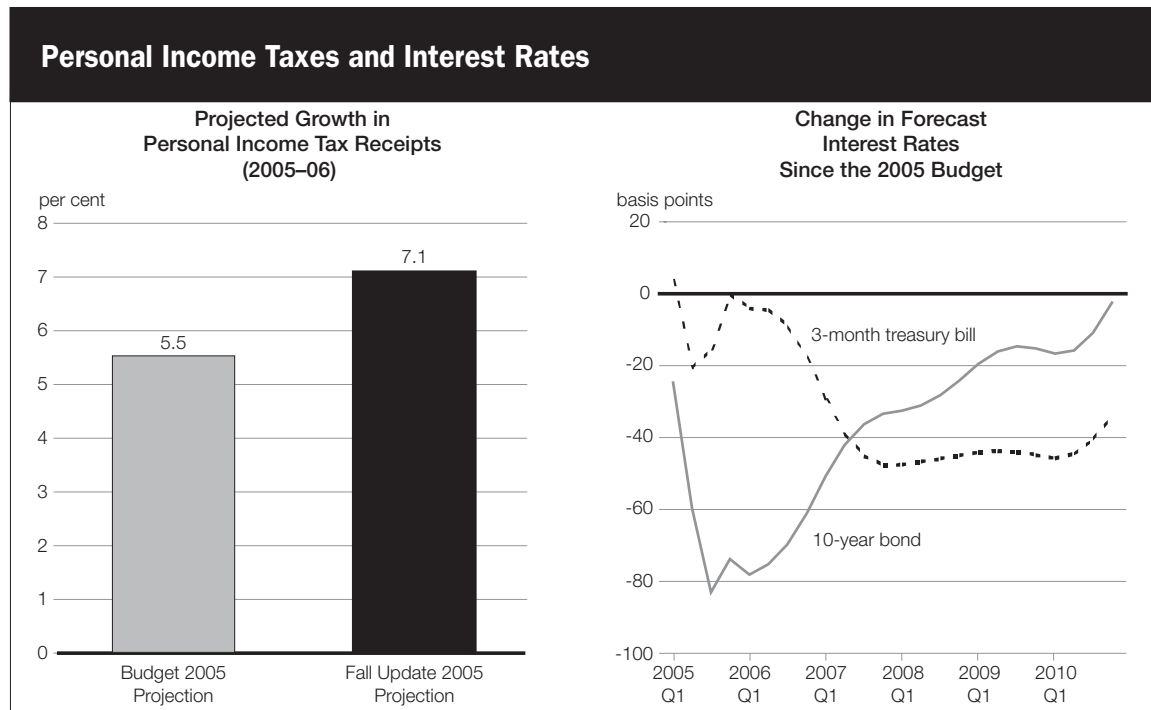 Personal Income Taxes and Interest Rates
Projected Growth in
Personal Income Tax Receipts
(2005–06)
per cent
8
7
6
5
4
3
2
1
0
5.5
7.1
Budget 2005
Projection
Fall Update 2005
Projection
Change in Forecast
Interest Rates
Since the 2005 Budget
basis points
20
0
-20
-40
-60
-80
-100
3-month treasury bill
10-year bond
2005 2006 2007 2008 2009 2010
Q1 Q1 Q1 Q1 Q1 Q1